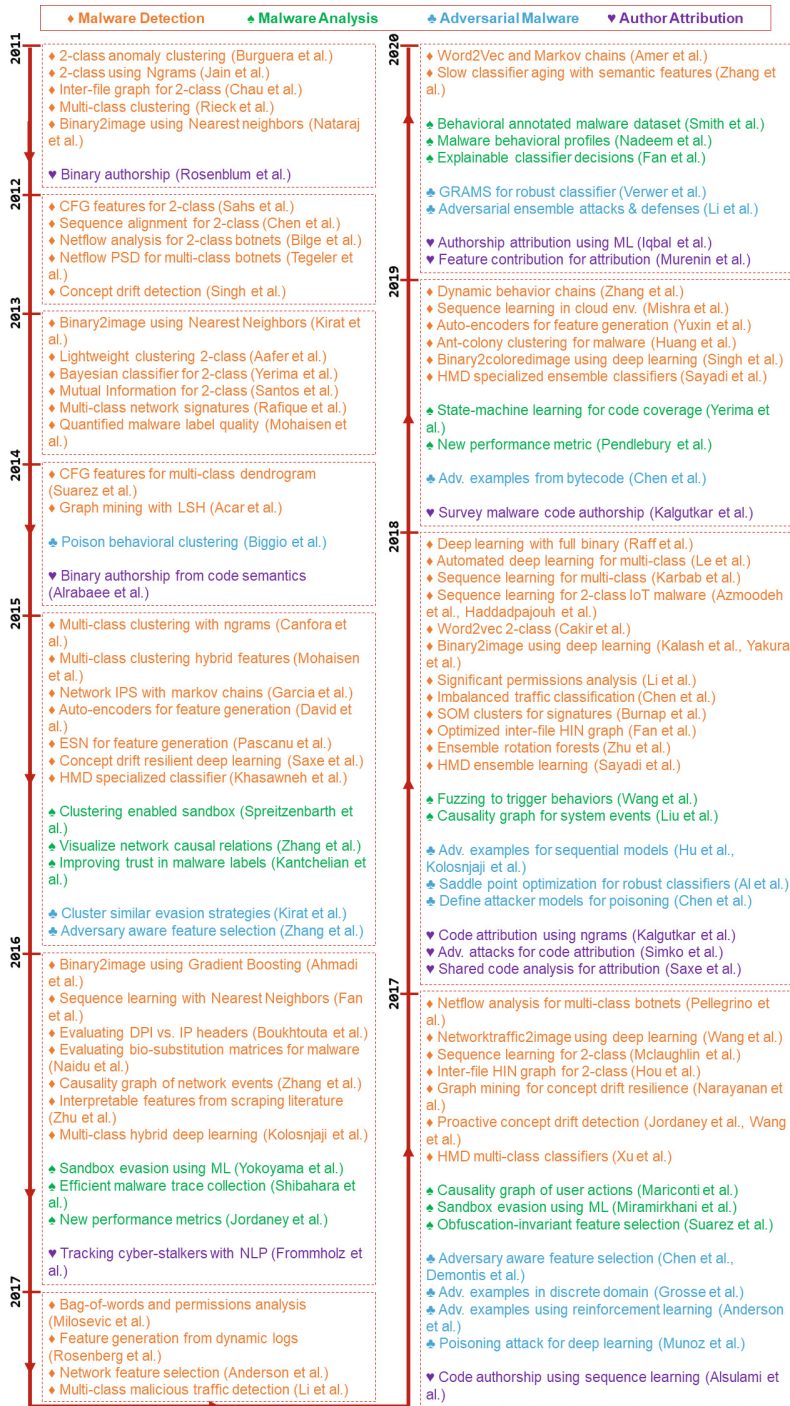 ♦ Malware Detection ♠ Malware Analysis ♣ Adversarial Malware ♥ Author Attribution
2011
♦ 2-class anomaly clustering (Burguera et al.)
♦ 2-class using Ngrams (Jain et al.)
♦ Inter-file graph for 2-class (Chau et al.)
♦ Multi-class clustering (Rieck et al.)
♦ Binary2image using Nearest neighbors (Nataraj
et al.)
♥ Binary authorship (Rosenblum et al.)
2012
♦ CFG features for 2-class (Sahs et al.)
♦ Sequence alignment for 2-class (Chen et al.)
♦ Netflow analysis for 2-class botnets (Bilge et al.)
♦ Netflow PSD for multi-class botnets (Tegeler et
al.)
♦ Concept drift detection (Singh et al.)
2013
♦ Binary2image using Nearest Neighbors (Kirat et
al.)
♦ Lightweight clustering 2-class (Aafer et al.)
♦ Bayesian classifier for 2-class (Yerima et al.)
♦ Mutual Information for 2-class (Santos et al.)
♦ Multi-class network signatures (Rafique et al.)
♦ Quantified malware label quality (Mohaisen et
al.)
2014
♦ CFG features for multi-class dendrogram
(Suarez et al.)
♦ Graph mining with LSH (Acar et al.)
♣ Poison behavioral clustering (Biggio et al.)
♥ Binary authorship from code semantics
(Alrabaee et al.)
2015
♦ Multi-class clustering with ngrams (Canfora et
al.)
♦ Multi-class clustering hybrid features (Mohaisen
et al.)
♦ Network IPS with markov chains (Garcia et al.)
♦ Auto-encoders for feature generation (David et
al.)
♦ ESN for feature generation (Pascanu et al.)
♦ Concept drift resilient deep learning (Saxe et al.)
♦ HMD specialized classifier (Khasawneh et al.)
♠ Clustering enabled sandbox (Spreitzenbarth et
al.)
♠ Visualize network causal relations (Zhang et al.)
♠ Improving trust in malware labels (Kantchelian et
al.)
♣ Cluster similar evasion strategies (Kirat et al.)
♣ Adversary aware feature selection (Zhang et al.)
2016
♦ Binary2image using Gradient Boosting (Ahmadi
et al.)
♦ Sequence learning with Nearest Neighbors (Fan
et al.)
♦ Evaluating DPI vs. IP headers (Boukhtouta et al.)
♦ Evaluating bio-substitution matrices for malware
(Naidu et al.)
♦ Causality graph of network events (Zhang et al.)
♦ Interpretable features from scraping literature
(Zhu et al.)
♦ Multi-class hybrid deep learning (Kolosnjaji et al.)
♠ Sandbox evasion using ML (Yokoyama et al.)
♠ Efficient malware trace collection (Shibahara et
al.)
♠ New performance metrics (Jordaney et al.)
♥ Tracking cyber-stalkers with NLP (Frommholz et
al.)
2017
♦ Bag-of-words and permissions analysis
(Milosevic et al.)
♦ Feature generation from dynamic logs
(Rosenberg et al.)
♦ Network feature selection (Anderson et al.)
♦ Multi-class malicious traffic detection (Li et al.)
2020
♦ Word2Vec and Markov chains (Amer et al.)
♦ Slow classifier aging with semantic features (Zhang et
al.)
♠ Behavioral annotated malware dataset (Smith et al.)
♠ Malware behavioral profiles (Nadeem et al.)
♠ Explainable classifier decisions (Fan et al.)
♣ GRAMS for robust classifier (Verwer et al.)
♣ Adversarial ensemble attacks & defenses (Li et al.)
♥ Authorship attribution using ML (Iqbal et al.)
♥ Feature contribution for attribution (Murenin et al.)
2019
♦ Dynamic behavior chains (Zhang et al.)
♦ Sequence learning in cloud env. (Mishra et al.)
♦ Auto-encoders for feature generation (Yuxin et al.)
♦ Ant-colony clustering for malware (Huang et al.)
♦ Binary2coloredimage using deep learning (Singh et al.)
♦ HMD specialized ensemble classifiers (Sayadi et al.)
♠ State-machine learning for code coverage (Yerima et
al.)
♠ New performance metric (Pendlebury et al.)
♣ Adv. examples from bytecode (Chen et al.)
♥ Survey malware code authorship (Kalgutkar et al.)
2018
♦ Deep learning with full binary (Raff et al.)
♦ Automated deep learning for multi-class (Le et al.)
♦ Sequence learning for multi-class (Karbab et al.)
♦ Sequence learning for 2-class IoT malware (Azmoodeh
et al., Haddadpajouh et al.)
♦ Word2vec 2-class (Cakir et al.)
♦ Binary2image using deep learning (Kalash et al., Yakura
et al.)
♦ Significant permissions analysis (Li et al.)
♦ Imbalanced traffic classification (Chen et al.)
♦ SOM clusters for signatures (Burnap et al.)
♦ Optimized inter-file HIN graph (Fan et al.)
♦ Ensemble rotation forests (Zhu et al.)
♦ HMD ensemble learning (Sayadi et al.)
♠ Fuzzing to trigger behaviors (Wang et al.)
♠ Causality graph for system events (Liu et al.)
♣ Adv. examples for sequential models (Hu et al.,
Kolosnjaji et al.)
♣ Saddle point optimization for robust classifiers (Al et al.)
♣ Define attacker models for poisoning (Chen et al.)
♥ Code attribution using ngrams (Kalgutkar et al.)
♥ Adv. attacks for code attribution (Simko et al.)
♥ Shared code analysis for attribution (Saxe et al.)
2017
♦ Netflow analysis for multi-class botnets (Pellegrino et
al.)
♦ Networktraffic2image using deep learning (Wang et al.)
♦ Sequence learning for 2-class (Mclaughlin et al.)
♦ Inter-file HIN graph for 2-class (Hou et al.)
♦ Graph mining for concept drift resilience (Narayanan et
al.)
♦ Proactive concept drift detection (Jordaney et al., Wang
et al.)
♦ HMD multi-class classifiers (Xu et al.)
♠ Causality graph of user actions (Mariconti et al.)
♠ Sandbox evasion using ML (Miramirkhani et al.)
♠ Obfuscation-invariant feature selection (Suarez et al.)
♣ Adversary aware feature selection (Chen et al.,
Demontis et al.)
♣ Adv. examples in discrete domain (Grosse et al.)
♣ Adv. examples using reinforcement learning (Anderson
et al.)
♣ Poisoning attack for deep learning (Munoz et al.)
♥ Code authorship using sequence learning (Alsulami et
al.)